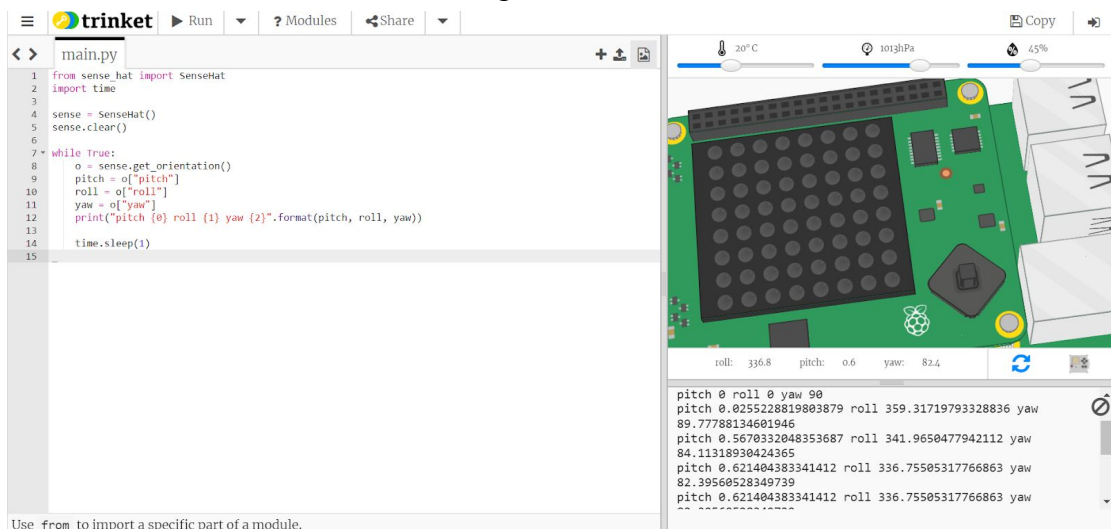 trinket Run ? Modules Share Copy
< > main.py +
20° C 1013hPa 45%
1 from sense_hat import SenseHat
2 import time
3
4 sense = SenseHat()
5 sense.clear()
6
7 while True:
8 o = sense.get_orientation()
9 pitch = o["pitch"]
10 roll = o["roll"]
11 yaw = o["yaw"]
12 print("pitch {0} roll {1} yaw {2}".format(pitch, roll, yaw))
13
14 time.sleep(1)
15
roll: 336.8 pitch: 0.6 yaw: 82.4
pitch 0 roll 0 yaw 90
pitch 0.0255228819803879 roll 359.31719793328836 yaw
89.77788134601946
pitch 0.5670332048353687 roll 341.9650477942112 yaw
84.11318930424365
pitch 0.621404383341412 roll 336.75505317766863 yaw
82.39560528349739
pitch 0.621404383341412 roll 336.75505317766863 yaw
Use from to import a specific part of a module.